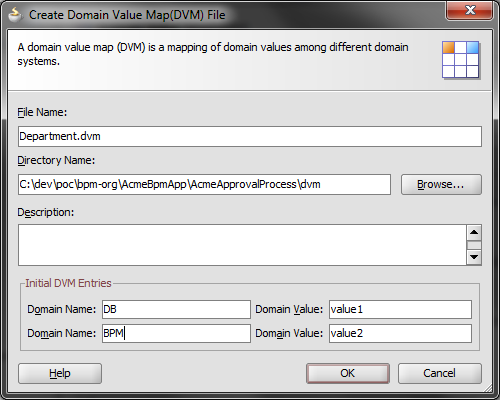 Create Domain Value Map(DVM) File
A domain value map (DVM) is a mapping of domain values among different domain
systems.
File Name:
Department.dvm
Directory Name:
C:\dev\poc\bpm-org\AcmeBpmApp\AcmeApprovalProcess\dvm
Browse...
Description:
Initial DVM Entries
Domain Name: DB Domain Value: value1
Domain Name: BPM Domain Value: value2
Help OK Cancel